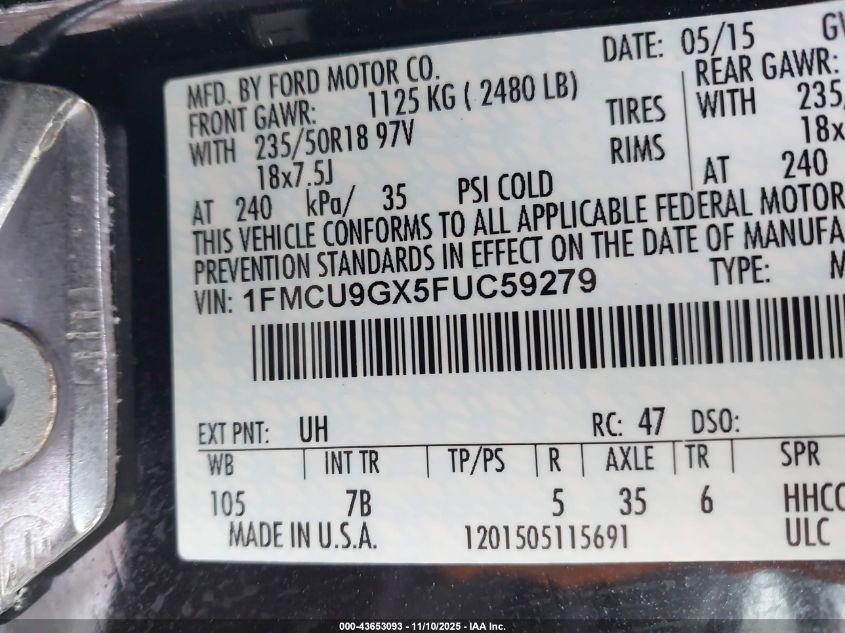 MFD. BY FORD MOTOR CO. DATE: 05/15
FRONT GAWR: 1125 KG ( 2480 LB) REAR GAWR:
WITH 235/50R18 97V TIRES WITH
18x7.5J RIMS
AT 240 kPa/ 35 PSI COLD AT 240
THIS VEHICLE CONFORMS TO ALL APPLICABLE FEDERAL MOTOR
PREVENTION STANDARDS IN EFFECT ON THE DATE OF
VIN: 1FMCU9GX5FUC59279 TYPE:
EXT PNT: UH RC: 47 DSO:
WB INT TR TP/PS R AXLE TR SPR
105 7B 5 35 6
MADE IN U.S.A. 1201505115691 ULC
000-43653093 - 11/10/2025 - IAA Inc.